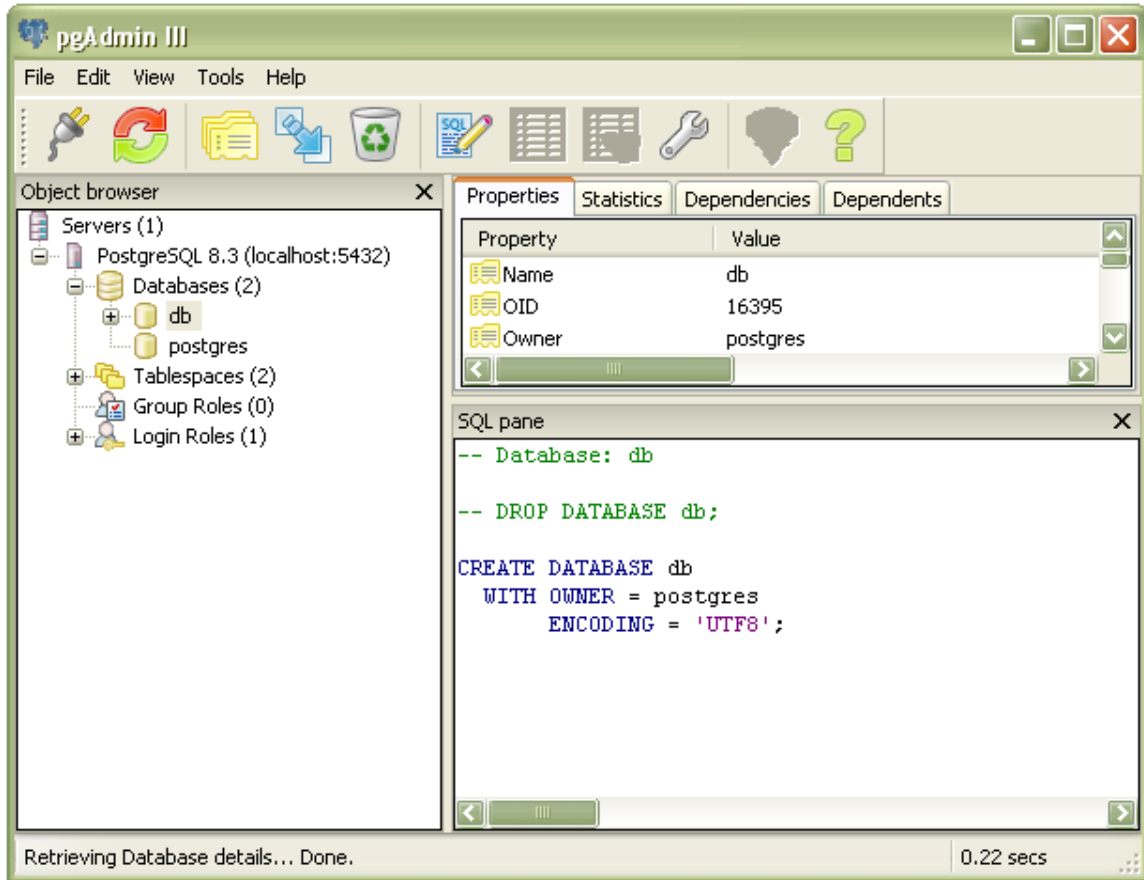 pgAdmin III
File Edit View Tools Help
SQL
Object browser
Servers (1)
PostgreSQL 8.3 (localhost:5432)
Databases (2)
db
postgres
Tablespaces (2)
Group Roles (0)
Login Roles (1)
Properties Statistics Dependencies Dependents
Property Value
Name db
OID 16395
Owner postgres
SQL pane
-- Database: db
-- DROP DATABASE db;
CREATE DATABASE db
WITH OWNER = postgres
ENCODING = 'UTF8';
Retrieving Database details... Done. 0.22 secs